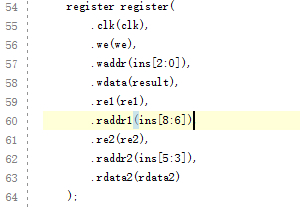 54 register register(
55 .clk(clk),
56 .we(we),
57 .waddr(ins[2:0]),
58 .wdata(result),
59 .re1(re1),
60 .raddr1(ins[8:6])
61 .re2(re2),
62 .raddr2(ins[5:3]),
63 .rdata2(rdata2)
64 );